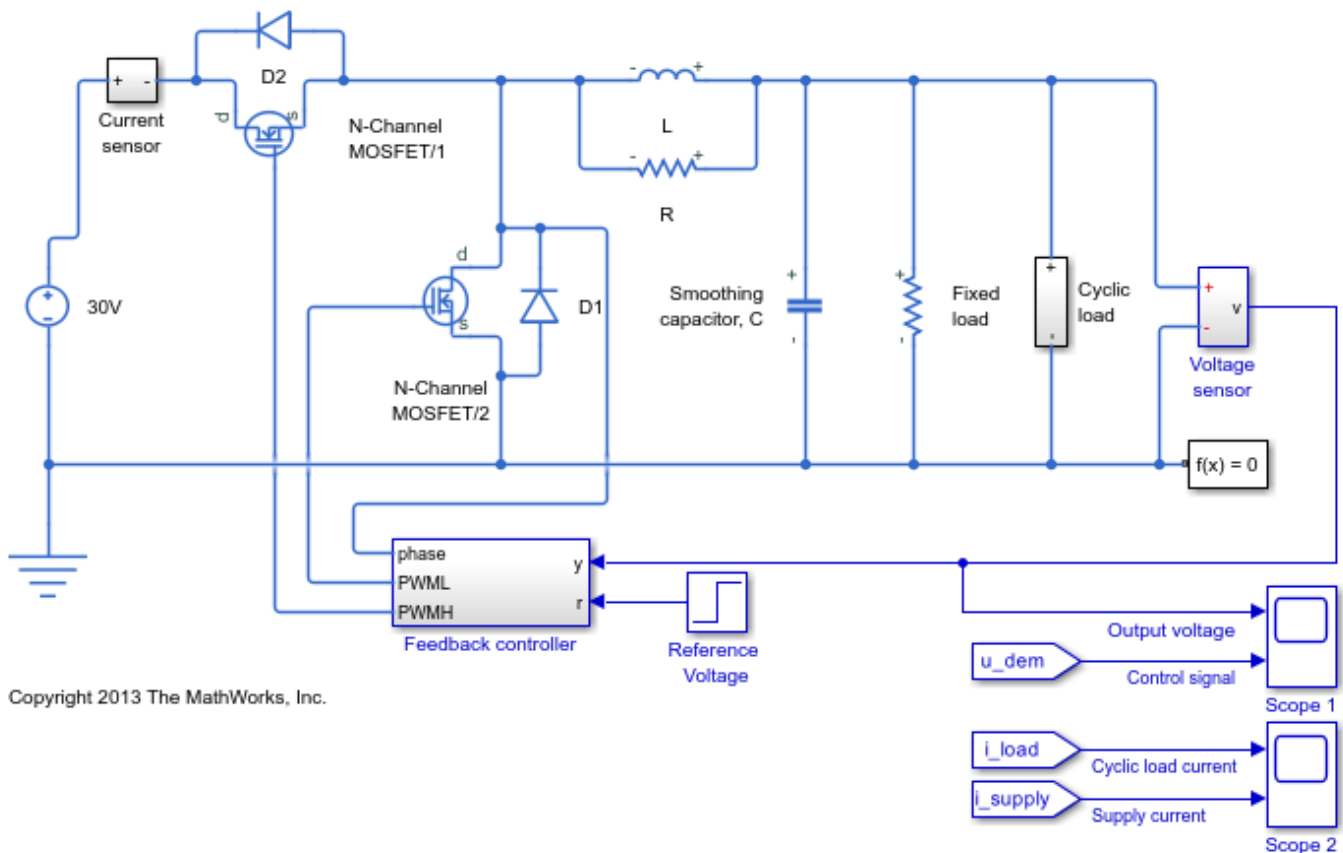 D2
+ -
Current
sensor
d
s
N-Channel
MOSFET/1
- +
L
- +
R
30V
+
-
d
s
D1
N-Channel
MOSFET/2
Smoothing
capacitor, C
+
-
Fixed
load
+
-
Cyclic
load
+
-
+
-
v
Voltage
sensor
f(x) = 0
phase
PWML
PWMH
y
r
Feedback controller
Reference
Voltage
Output voltage
u_dem
Control signal
Scope 1
i_load
Cyclic load current
i_supply
Supply current
Scope 2
Copyright 2013 The MathWorks, Inc.